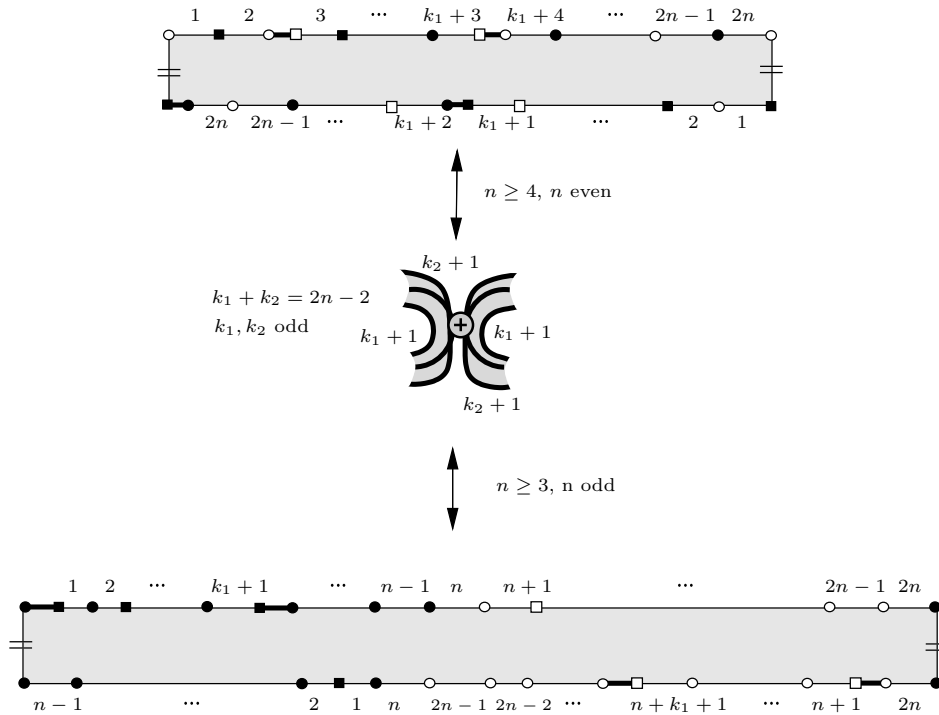 1 2 3 ... k₁ + 3 k₁ + 4 ... 2n − 1 2n
2n 2n − 1 ... k₁ + 2 k₁ + 1 ... 2 1
n ≥ 4, n even
k₂ + 1
k₁ + k₂ = 2n − 2
k₁, k₂ odd
k₁ + 1 + k₁ + 1
k₂ + 1
n ≥ 3, n odd
1 2 ... k₁ + 1 ... n − 1 n n + 1 ... 2n − 1 2n
n − 1 ... 2 1 n 2n − 1 2n − 2 ... n + k₁ + 1 ... n + 1 2n